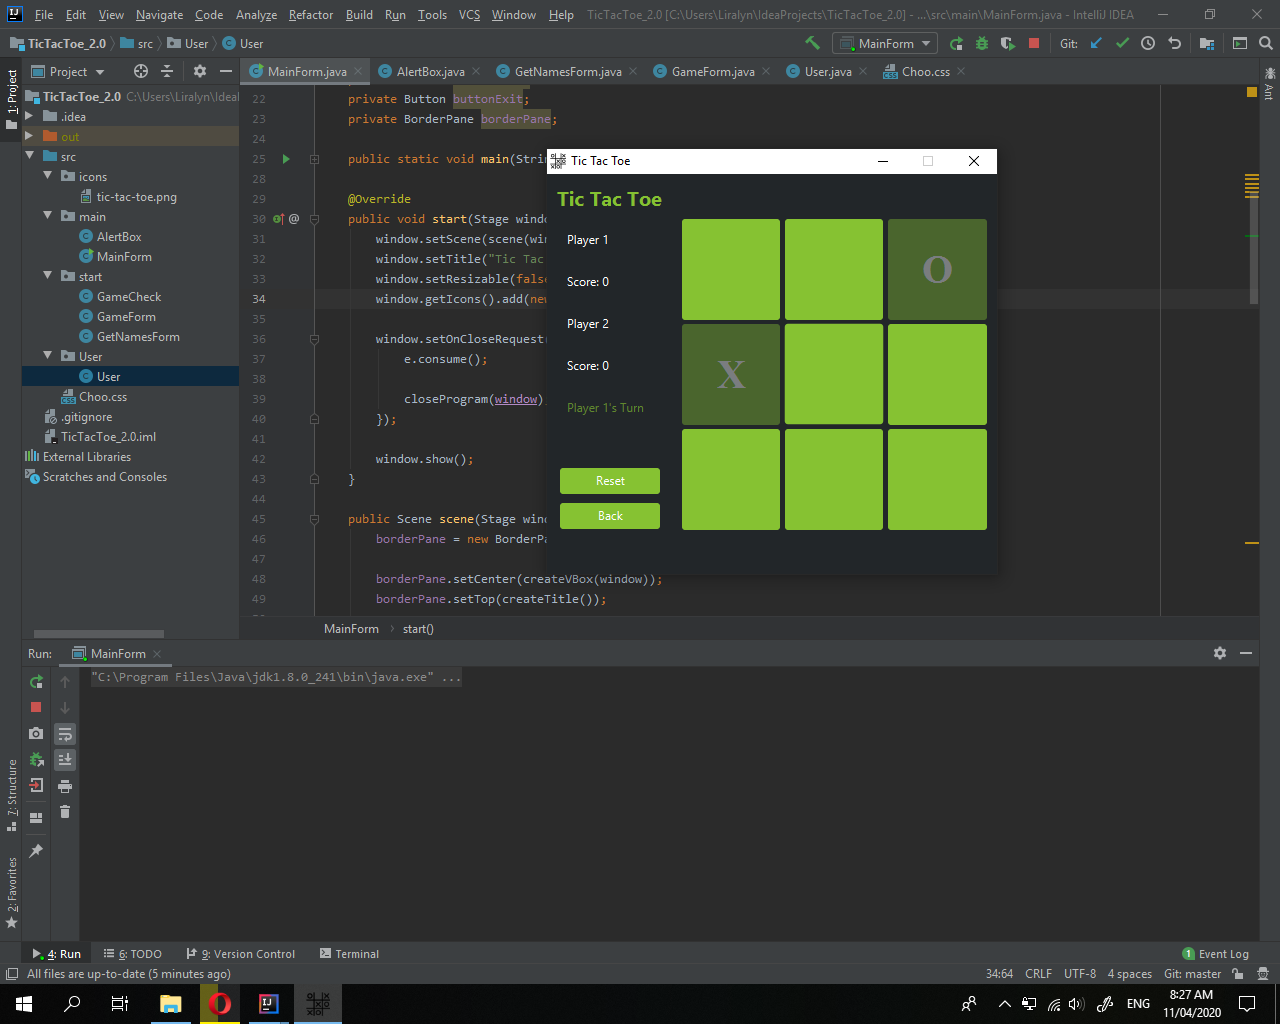 File Edit View Navigate Code Analyze Refactor Build Run Tools VCS Window Help TicTacToe_2.0 [C:\Users\Liralyn\IdeaProjects\TicTacToe_2.0] - ...\src\main\MainForm.java - IntelliJ IDEA
TicTacToe_2.0 src User User MainForm Git:
Project MainForm.java AlertBox.java GetNamesForm.java GameForm.java User.java Choo.css
1: Project
Ant
TicTacToe_2.0 C:\Users\Liralyn\Ideal
.idea
out
src
icons
tic-tac-toe.png
main
AlertBox
MainForm
start
GameCheck
GameForm
GetNamesForm
User
User
Choo.css
.gitignore
TicTacToe_2.0.iml
External Libraries
Scratches and Consoles
22 private Button buttonExit;
23 private BorderPane borderPane;
24
25 public static void main(Strin
28
29 @Override
30 @ public void start(Stage windo
31 window.setScene(scene(win
32 window.setTitle("Tic Tac
33 window.setResizable(false
34 window.getIcons().add(new
35
36 window.setOnCloseRequest(
37 e.consume();
38
39 closeProgram(window)
40 });
41
42 window.show();
43 }
44
45 public Scene scene(Stage wind
46 borderPane = new BorderPa
47
48 borderPane.setCenter(createVBox(window));
49 borderPane.setTop(createTitle());
MainForm start()
Tic Tac Toe
Tic Tac Toe
Player 1
Score: 0
Player 2
Score: 0
Player 1's Turn
Reset
Back
O
X
Run: MainForm
"C:\Program Files\Java\jdk1.8.0_241\bin\java.exe" ...
7: Structure
2: Favorites
4: Run 6: TODO 9: Version Control Terminal 1 Event Log
All files are up-to-date (5 minutes ago) 34:64 CRLF UTF-8 4 spaces Git: master
ENG 8:27 AM
11/04/2020